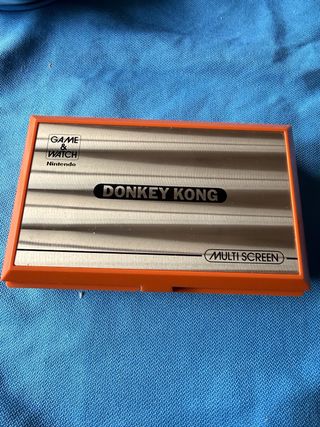 GAME
&
WATCH
Nintendo
DONKEY KONG
MULTI SCREEN